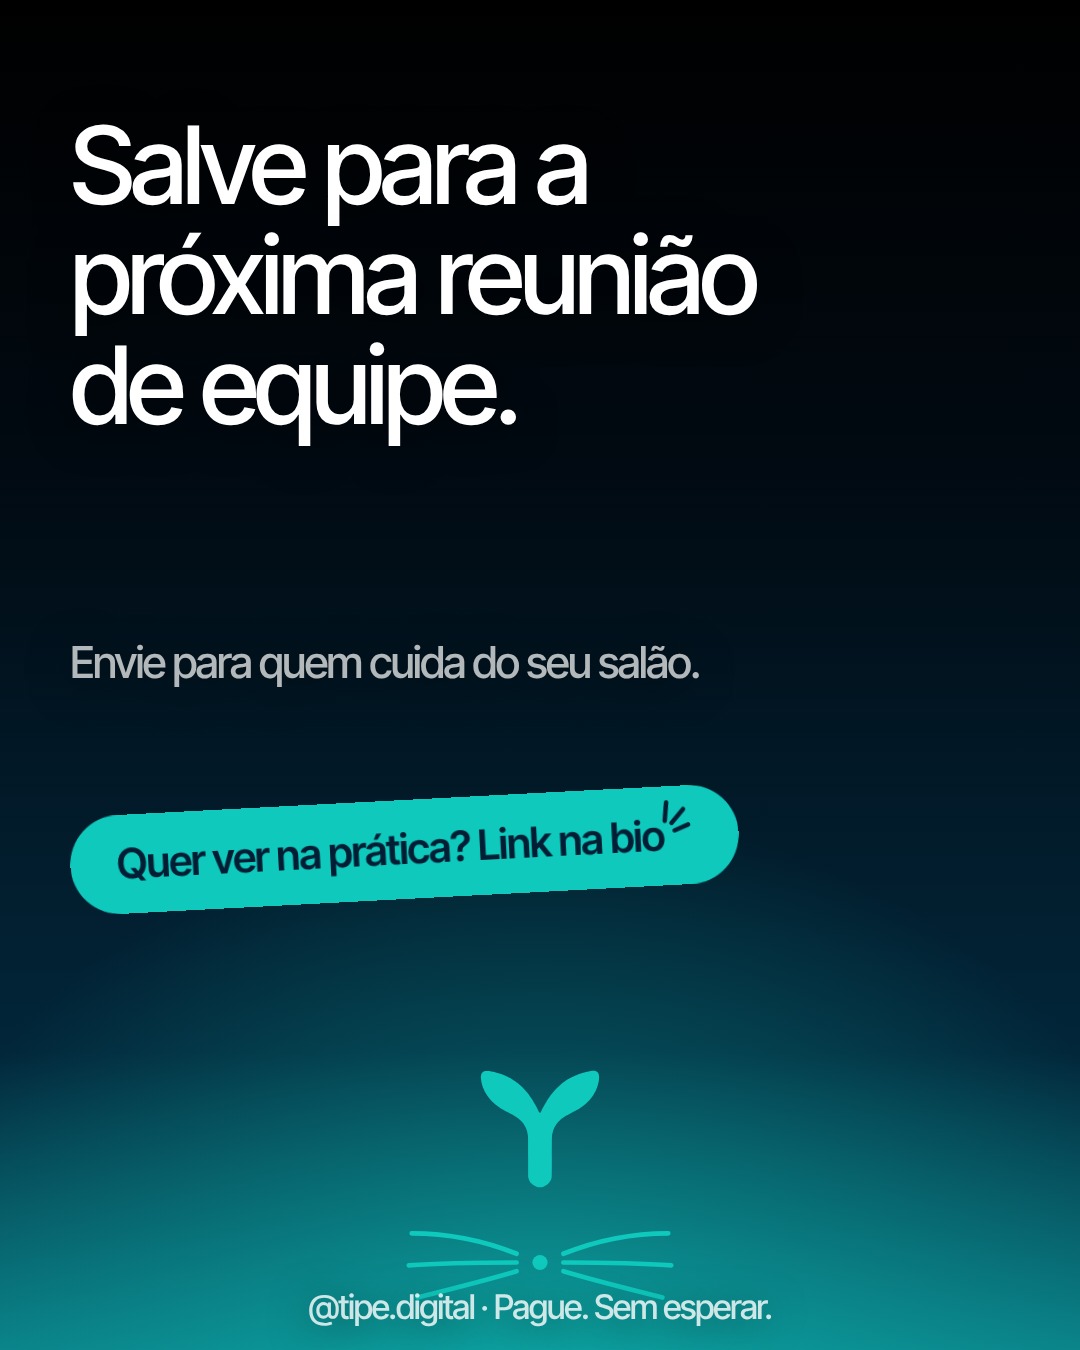 Salve para a
próxima reunião
de equipe.
Envie para quem cuida do seu salão.
Quer ver na prática? Link na bio
@tipe.digital · Pague. Sem esperar.